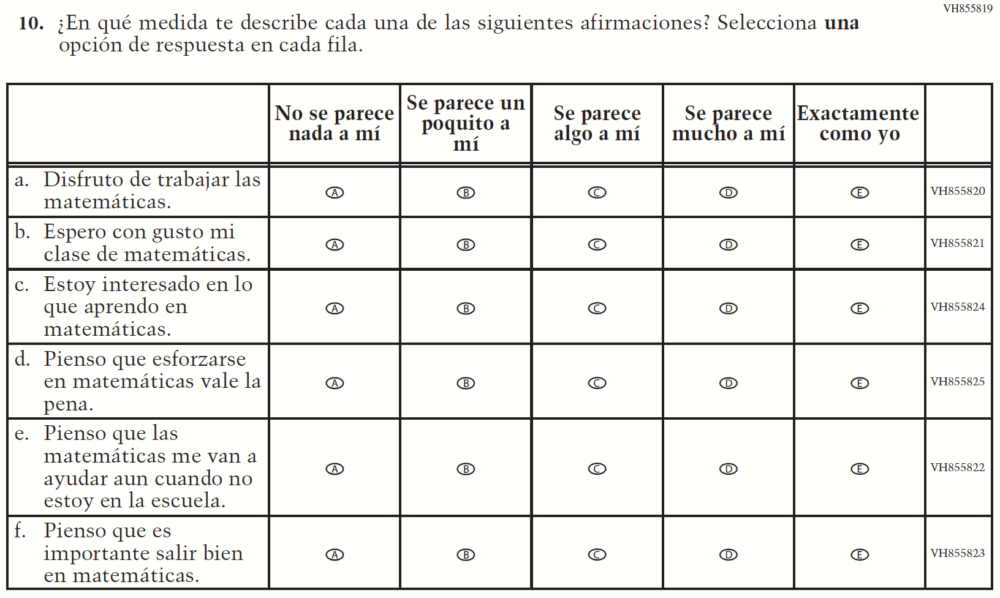 VH855819
10. ¿En qué medida te describe cada una de las siguientes afirmaciones? Selecciona una
opción de respuesta en cada fila.
No se parece
nada a mí
Se parece un
poquito a
mí
Se parece
algo a mí
Se parece
mucho a mí
Exactamente
como yo
a. Disfruto de trabajar las
matemáticas.
A B C D E VH855820
b. Espero con gusto mi
clase de matemáticas.
A B C D E VH855821
c. Estoy interesado en lo
que aprendo en
matemáticas.
A B C D E VH855824
d. Pienso que esforzarse
en matemáticas vale la
pena.
A B C D E VH855825
e. Pienso que las
matemáticas me van a
ayudar aun cuando no
estoy en la escuela.
A B C D E VH855822
f. Pienso que es
importante salir bien
en matemáticas.
A B C D E VH855823